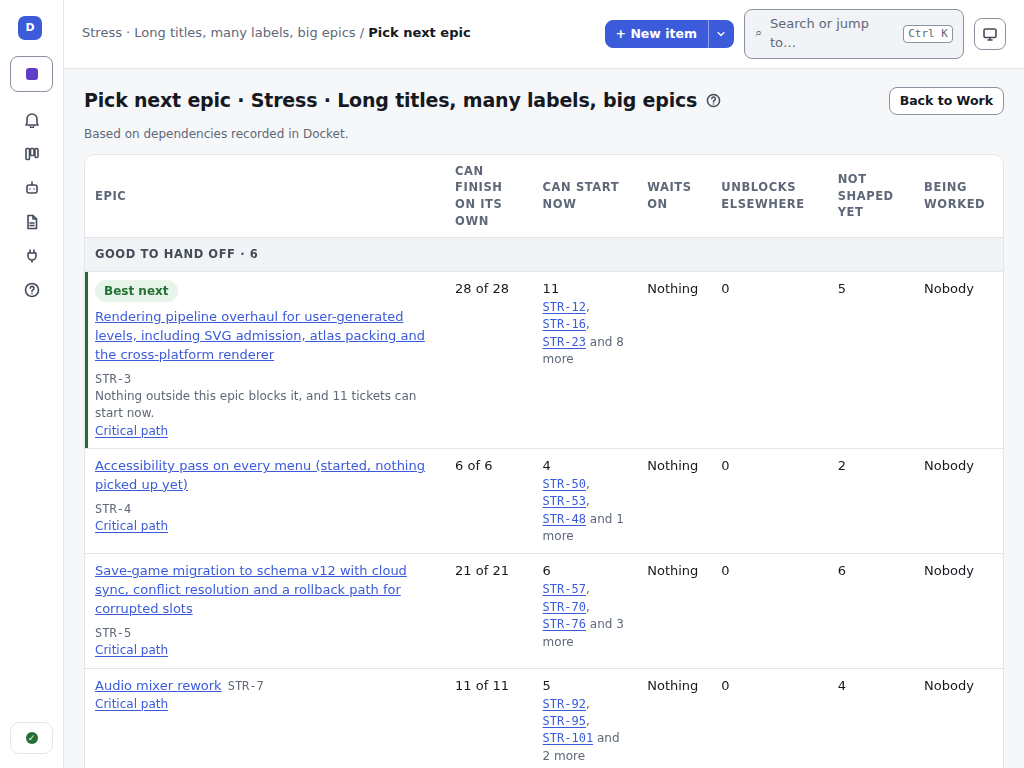 D
Stress · Long titles, many labels, big epics / Pick next epic
+ New item
Search or jump to…
Ctrl K
Pick next epic · Stress · Long titles, many labels, big epics
Back to Work
Based on dependencies recorded in Docket.
EPIC
CAN FINISH ON ITS OWN
CAN START NOW
WAITS ON
UNBLOCKS ELSEWHERE
NOT SHAPED YET
BEING WORKED
GOOD TO HAND OFF · 6
Best next
Rendering pipeline overhaul for user-generated
levels, including SVG admission, atlas packing and
the cross-platform renderer
STR-3
Nothing outside this epic blocks it, and 11 tickets can
start now.
Critical path
28 of 28
11
STR-12,
STR-16,
STR-23 and 8
more
Nothing
0
5
Nobody
Accessibility pass on every menu (started, nothing
picked up yet)
STR-4
Critical path
6 of 6
4
STR-50,
STR-53,
STR-48 and 1
more
Nothing
0
2
Nobody
Save-game migration to schema v12 with cloud
sync, conflict resolution and a rollback path for
corrupted slots
STR-5
Critical path
21 of 21
6
STR-57,
STR-70,
STR-76 and 3
more
Nothing
0
6
Nobody
Audio mixer rework STR-7
Critical path
11 of 11
5
STR-92,
STR-95,
STR-101 and
2 more
Nothing
0
4
Nobody